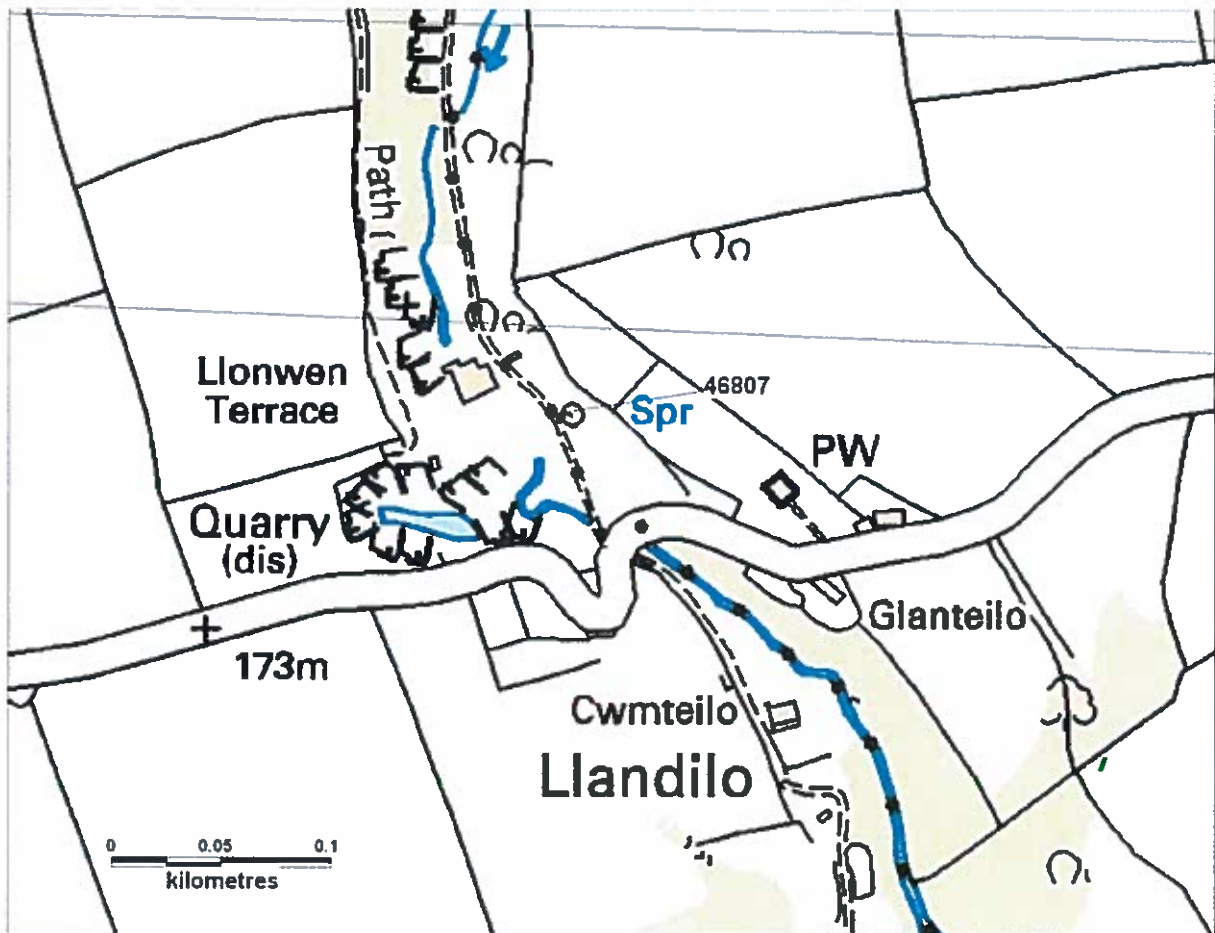 Path
Llonwen
Terrace
46807
Spr
PW
Quarry
(dis)
Glanteilo
173m
Cwmteilo
Llandilo
0 0.05 0.1
kilometres